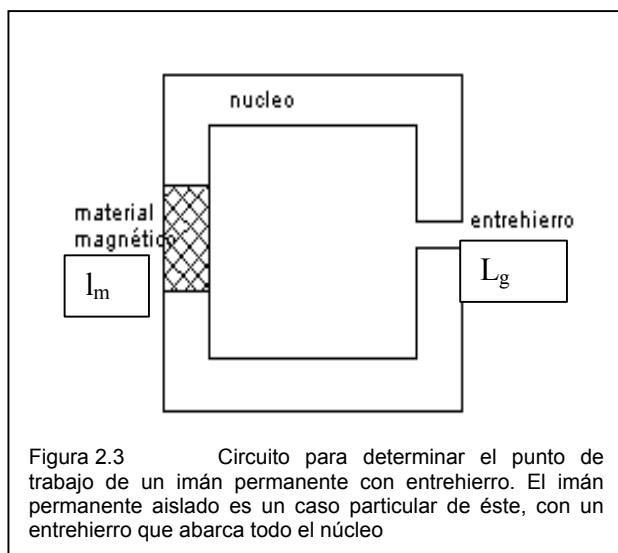 nucleo
material
magnético
entrehierro
lm
Lg
Figura 2.3 Circuito para determinar el punto de
trabajo de un imán permanente con entrehierro. El imán
permanente aislado es un caso particular de éste, con un
entrehierro que abarca todo el núcleo